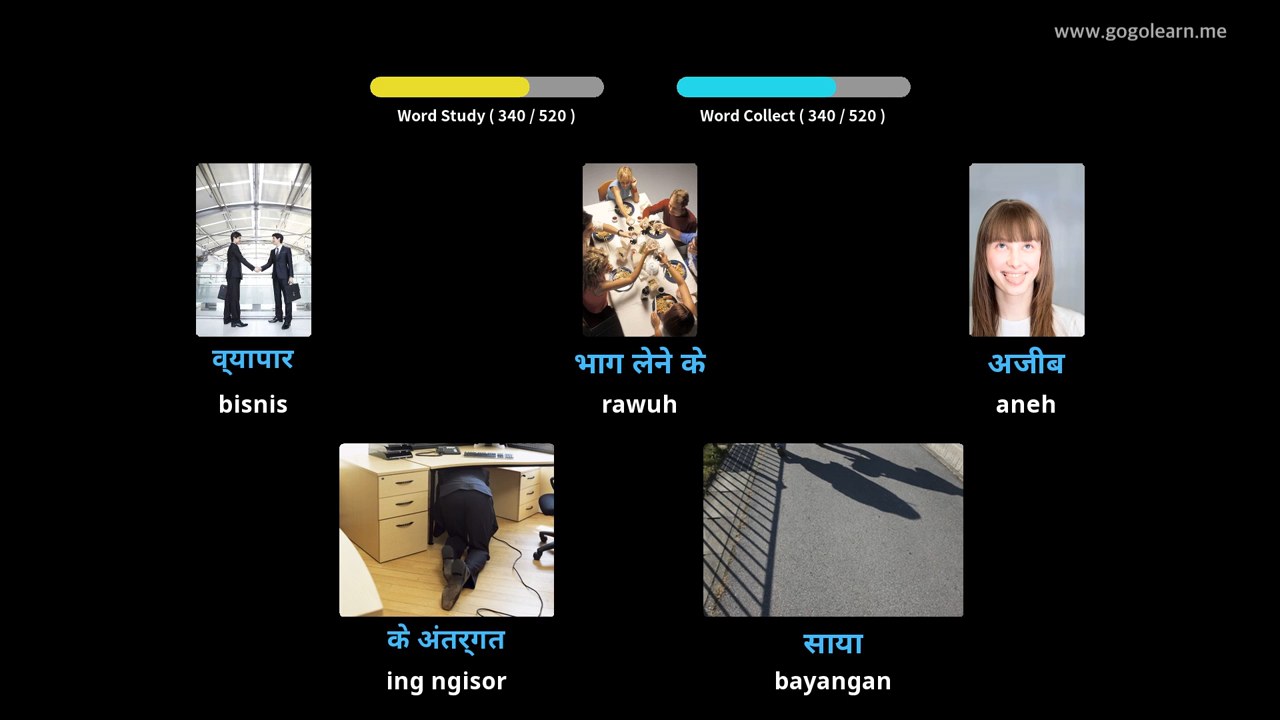 www.gogolearn.me
Word Study ( 340 / 520 )
Word Collect ( 340 / 520 )
व्यापार
भाग लेने के
अजीब
bisnis
rawuh
aneh
के अंतर्गत
साया
ing ngisor
bayangan